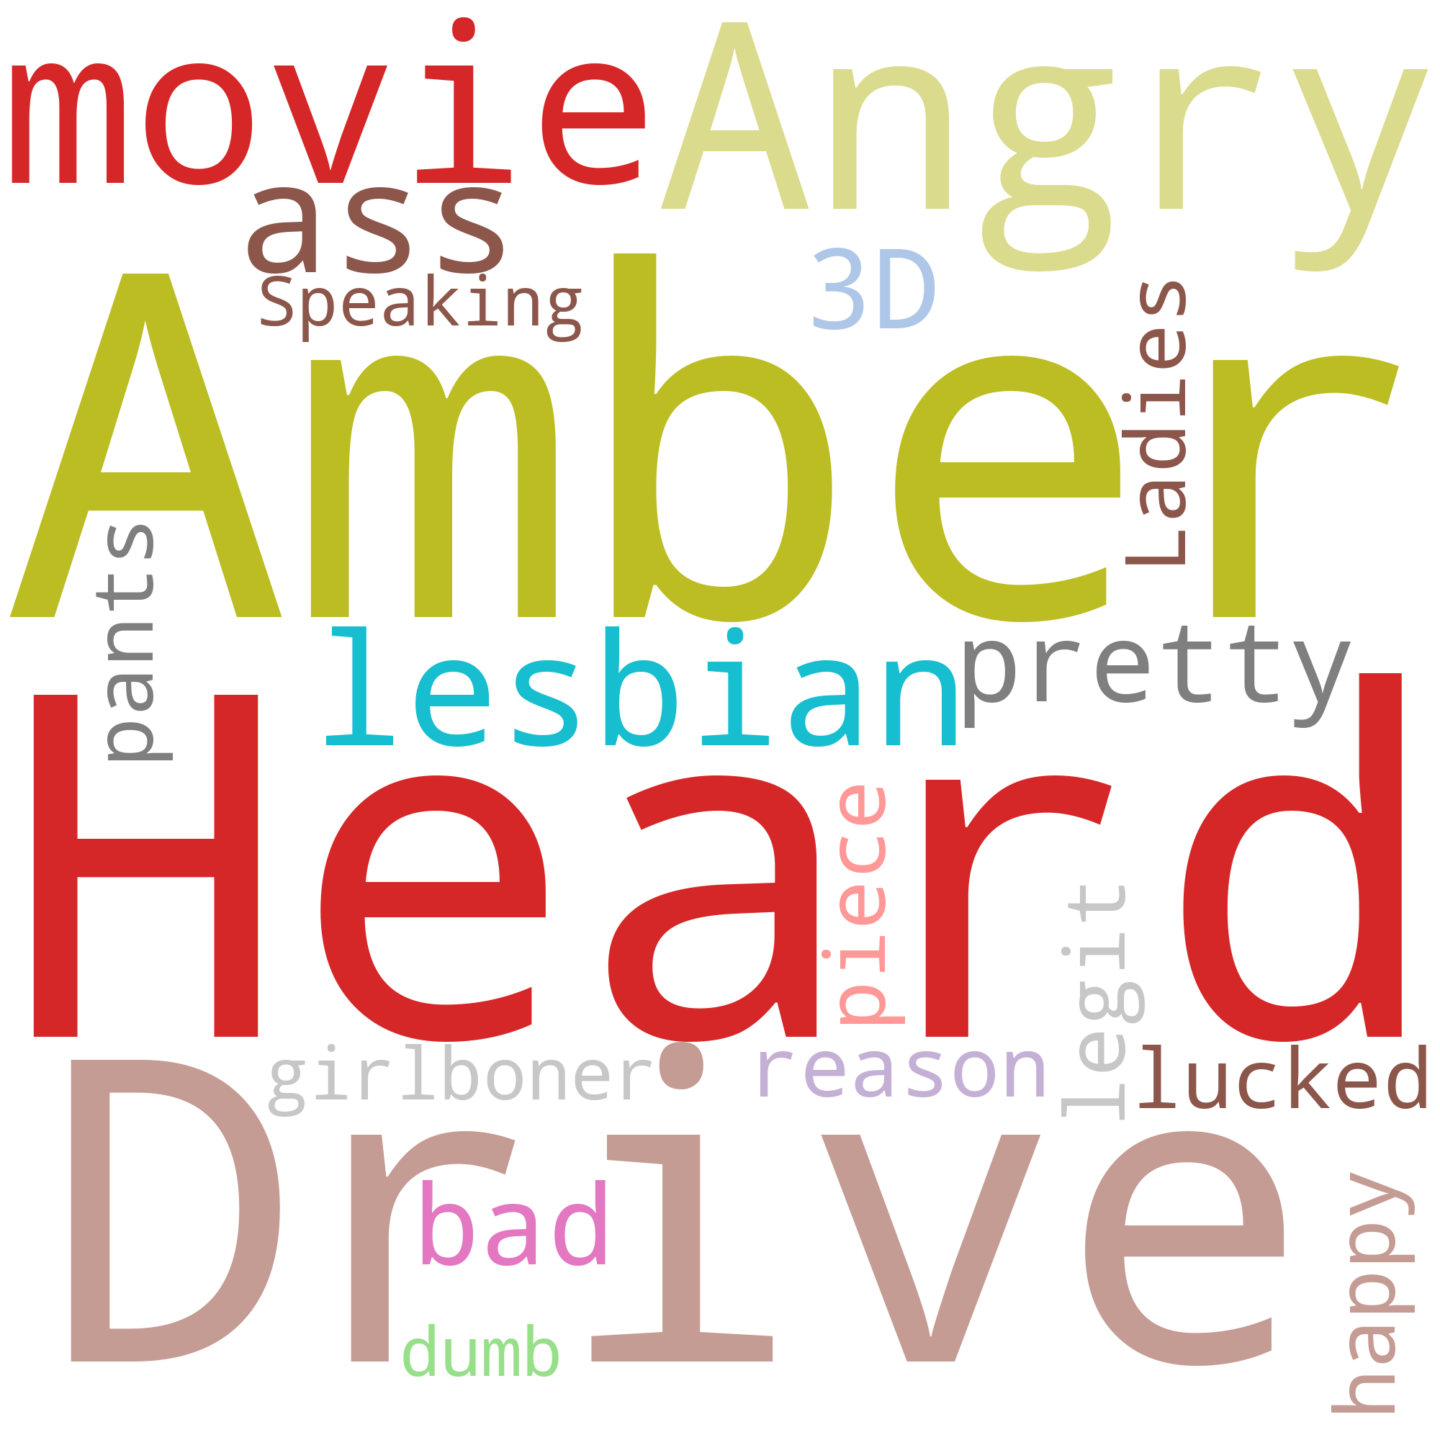 movie
Angry
ass
Speaking
3D
Ladies
Amber
pants
lesbian
pretty
Heard
piece
legit
girlboner
reason
lucked
Drive
bad
happy
dumb